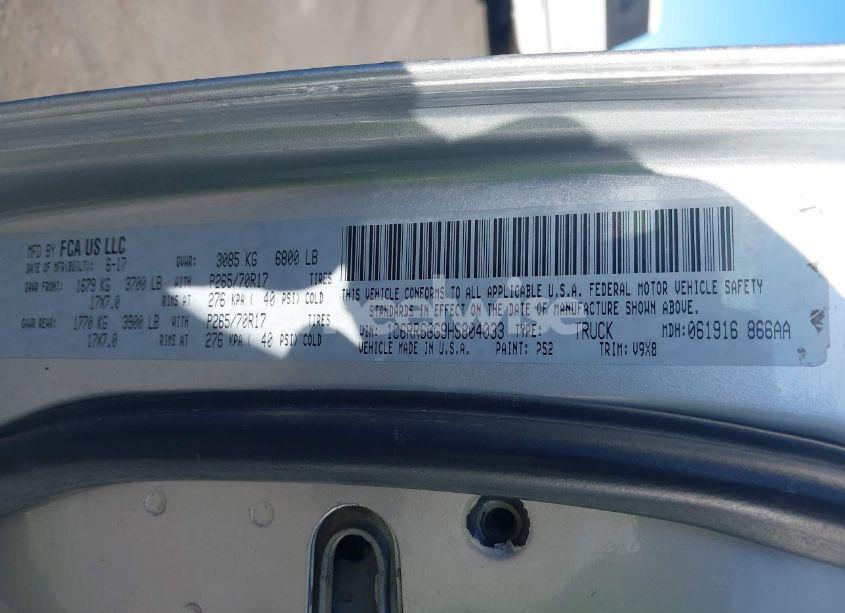 MFD BY FCA US LLC
DATE OF MFR(BUILT): 6-17 GVWR: 3085 KG 6800 LB
GAWR FRONT: 1679 KG 3700 LB WITH P265/70R17 TIRES
17X7.0 RIMS AT 276 KPA ( 40 PSI) COLD
GAWR REAR: 1770 KG 3900 LB WITH P265/70R17 TIRES
17X7.0 RIMS AT 276 KPA ( 40 PSI) COLD
THIS VEHICLE CONFORMS TO ALL APPLICABLE U.S.A. FEDERAL MOTOR VEHICLE SAFETY
STANDARDS IN EFFECT ON THE DATE OF MANUFACTURE SHOWN ABOVE.
VIN: TYPE: TRUCK MDH: 061916 866AA
VEHICLE MADE IN U.S.A. PAINT: PS2 TRIM: V9X8